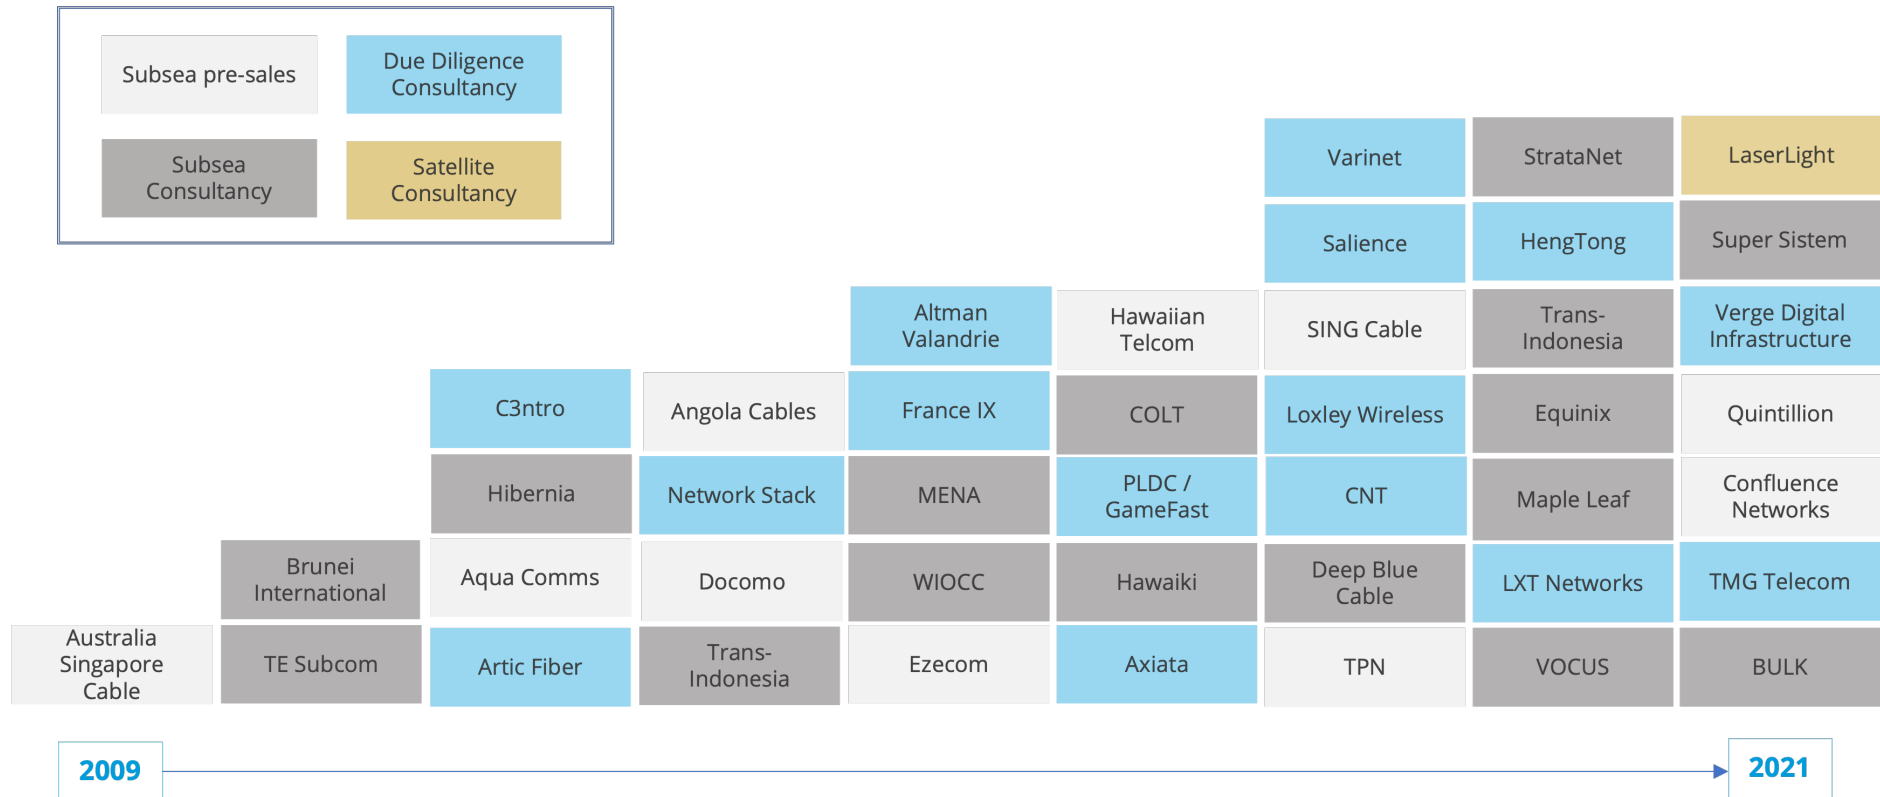 Subsea pre-sales
Due Diligence
Consultancy
Subsea
Consultancy
Satellite
Consultancy
Varinet
StrataNet
LaserLight
Salience
HengTong
Super Sistem
Altman
Valandrie
Hawaiian
Telcom
SING Cable
Trans-
Indonesia
Verge Digital
Infrastructure
C3ntro
Angola Cables
France IX
COLT
Loxley Wireless
Equinix
Quintillion
Hibernia
Network Stack
MENA
PLDC /
GameFast
CNT
Maple Leaf
Confluence
Networks
Brunei
International
Aqua Comms
Docomo
WIOCC
Hawaiki
Deep Blue
Cable
LXT Networks
TMG Telecom
Australia
Singapore
Cable
TE Subcom
Artic Fiber
Trans-
Indonesia
Ezecom
Axiata
TPN
VOCUS
BULK
2009
2021